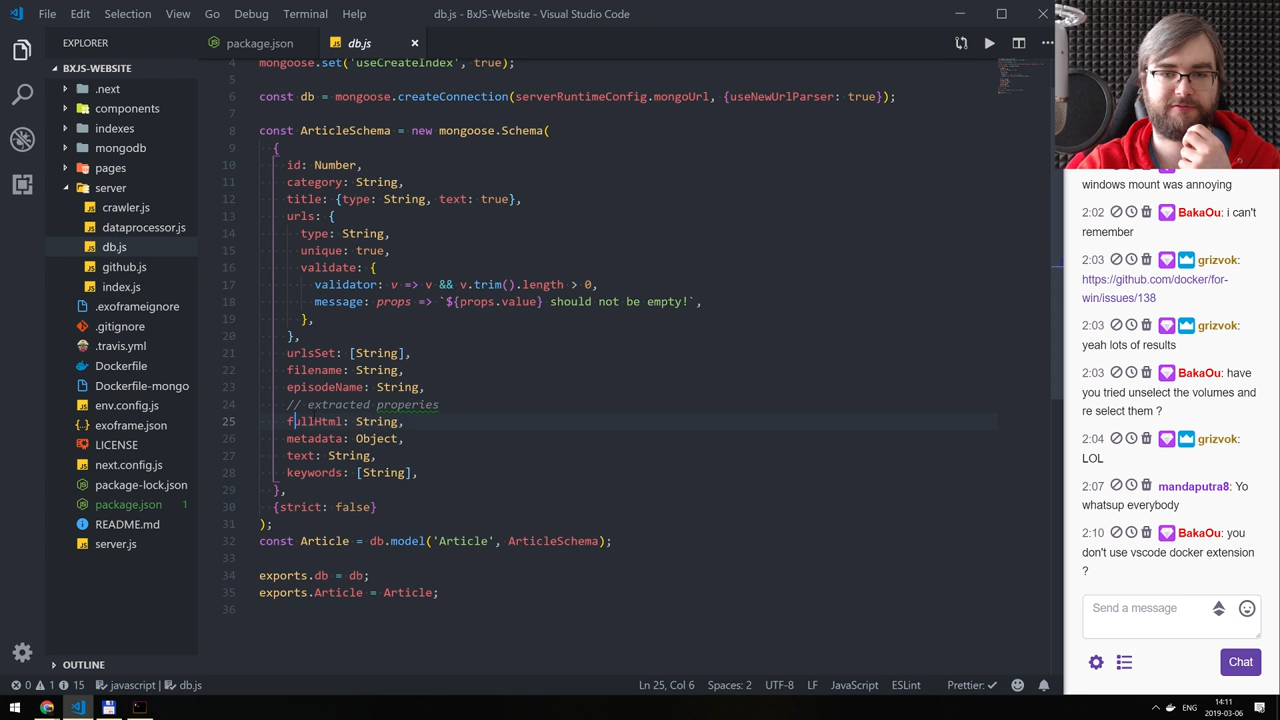 File Edit Selection View Go Debug Terminal Help
db.js - BxJS-Website - Visual Studio Code
EXPLORER
package.json
db.js
BXJS-WEBSITE
.next
components
indexes
mongodb
pages
server
crawler.js
dataprocessor.js
db.js
github.js
index.js
.exoframeignore
.gitignore
.travis.yml
Dockerfile
Dockerfile-mongo
env.config.js
exoframe.json
LICENSE
next.config.js
package-lock.json
package.json 1
README.md
server.js
OUTLINE
4 mongoose.set('useCreateIndex', true);
5
6 const db = mongoose.createConnection(serverRuntimeConfig.mongoUrl, {useNewUrlParser: true});
7
8 const ArticleSchema = new mongoose.Schema(
9 {
10 id: Number,
11 category: String,
12 title: {type: String, text: true},
13 urls: {
14 type: String,
15 unique: true,
16 validate: {
17 validator: v => v && v.trim().length > 0,
18 message: props => `${props.value} should not be empty!`,
19 },
20 },
21 urlsSet: [String],
22 filename: String,
23 episodeName: String,
24 // extracted properies
25 fullHtml: String,
26 metadata: Object,
27 text: String,
28 keywords: [String],
29 },
30 {strict: false}
31 );
32 const Article = db.model('Article', ArticleSchema);
33
34 exports.db = db;
35 exports.Article = Article;
36
windows mount was annoying
2:02 BakaOu: i can't
remember
2:03 grizvok:
https://github.com/docker/for-
win/issues/138
2:03 grizvok:
yeah lots of results
2:03 BakaOu: have
you tried unselect the volumes and
re select them ?
2:04 grizvok:
LOL
2:07 mandaputra8: Yo
whatsup everybody
2:10 BakaOu: you
don't use vscode docker extension
?
Send a message
Chat
0 1 15 javascript | db.js
Ln 25, Col 6 Spaces: 2 UTF-8 LF JavaScript ESLint Prettier: ✓
ENG
14:11
2019-03-06